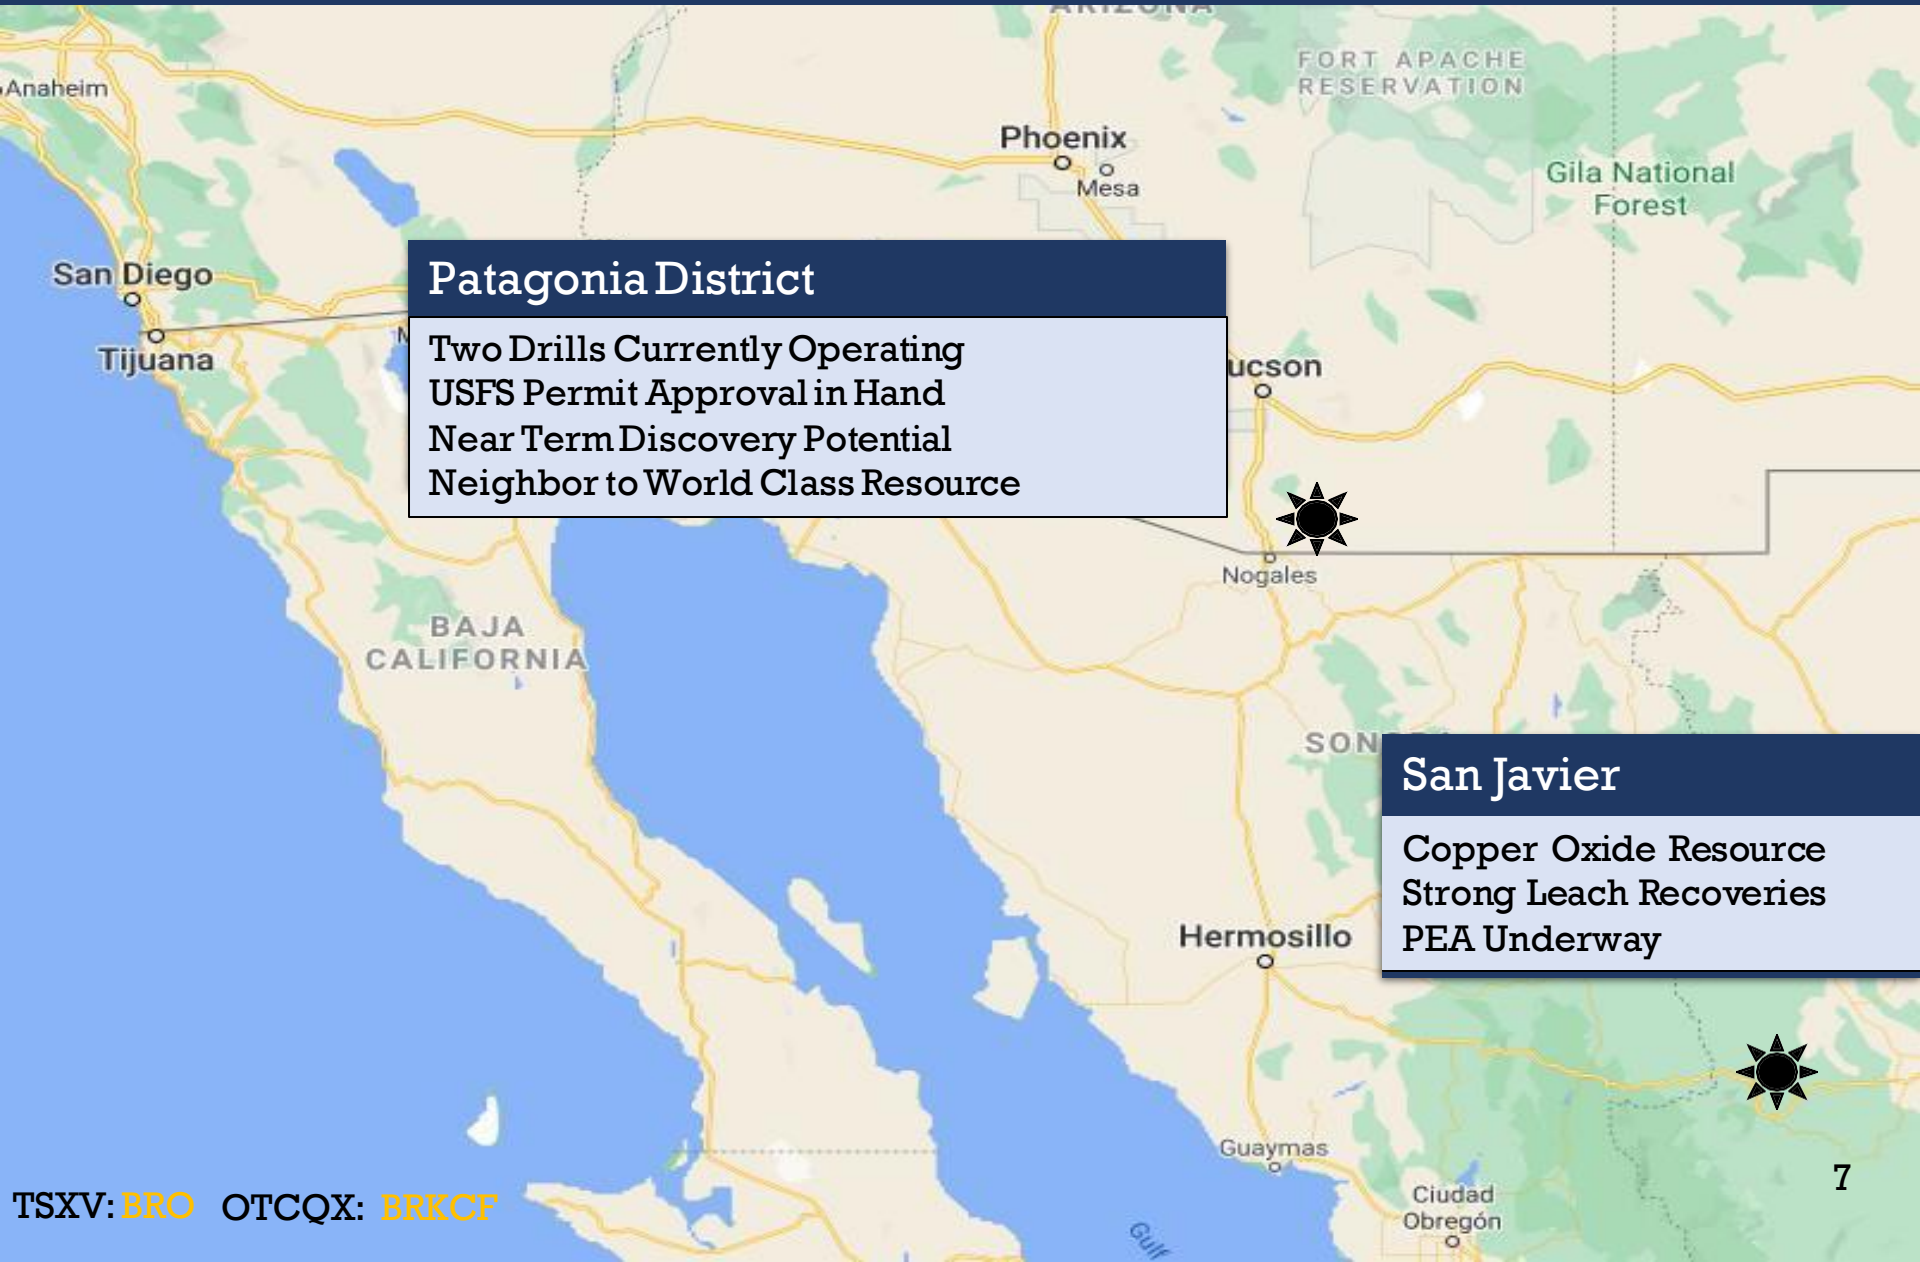 ARIZONA
FORT APACHE
RESERVATION
Anaheim
Phoenix
Mesa
Gila National
Forest
San Diego
Tijuana
Patagonia District
Two Drills Currently Operating
USFS Permit Approval in Hand
Near Term Discovery Potential
Neighbor to World Class Resource
ucson
Nogales
BAJA
CALIFORNIA
SON
San Javier
Copper Oxide Resource
Strong Leach Recoveries
PEA Underway
Hermosillo
Guaymas
Ciudad
Obregón
Gulf
7
TSXV: BRO OTCQX: BRKCF